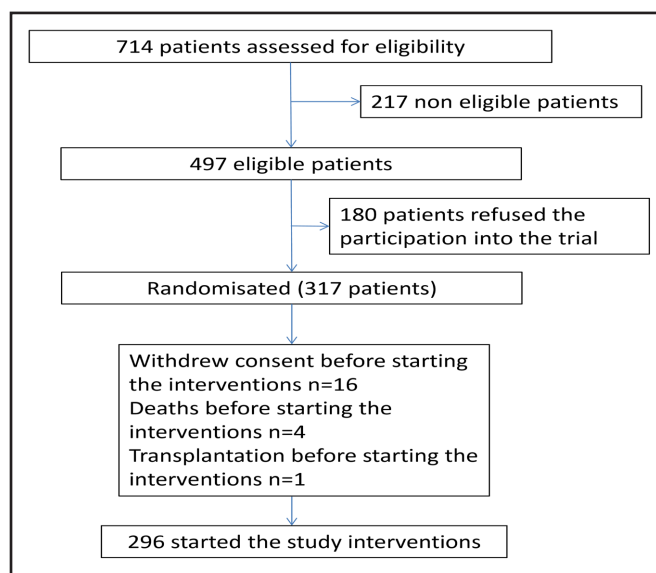 714 patients assessed for eligibility
217 non eligible patients
497 eligible patients
180 patients refused the
participation into the trial
Randomisated (317 patients)
Withdrew consent before starting
the interventions n=16
Deaths before starting the
interventions n=4
Transplantation before starting the
interventions n=1
296 started the study interventions